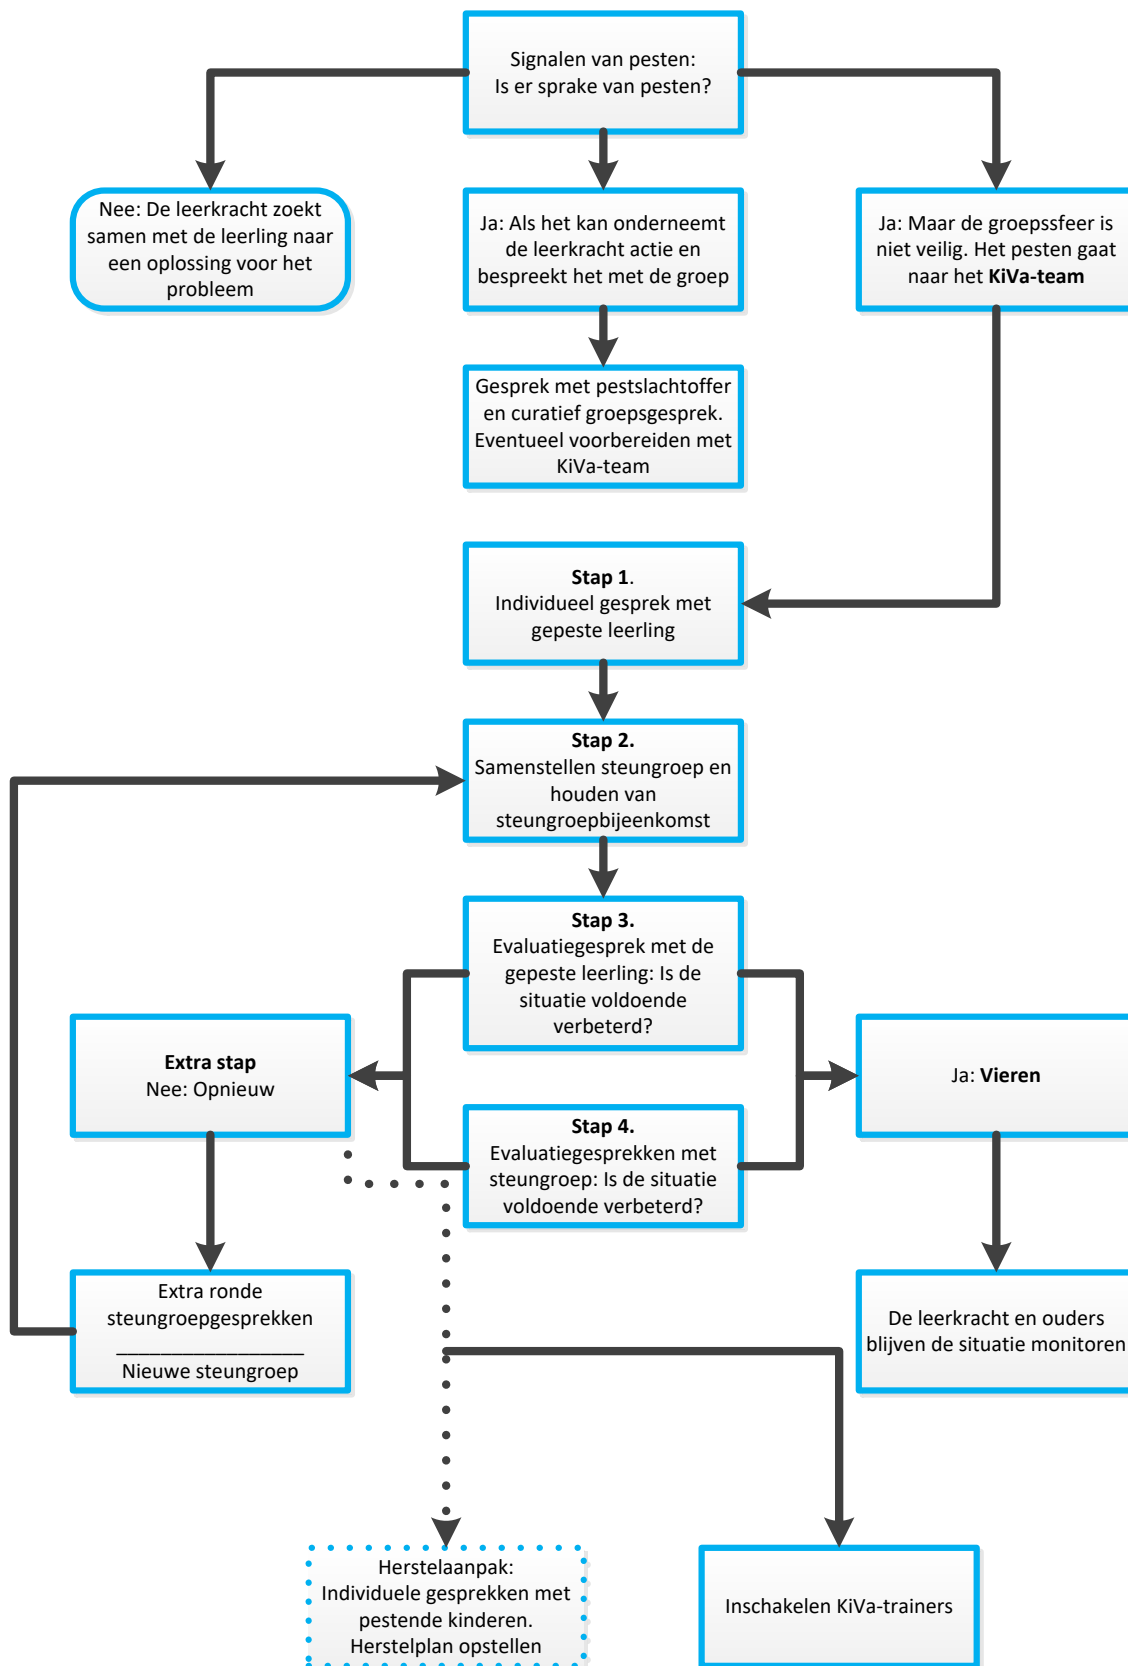 Signalen van pesten:
Is er sprake van pesten?
Nee: De leerkracht zoekt
samen met de leerling naar
een oplossing voor het
probleem
Ja: Als het kan onderneemt
de leerkracht actie en
bespreekt het met de groep
Ja: Maar de groepssfeer is
niet veilig. Het pesten gaat
naar het KiVa-team
Gesprek met pestslachtoffer
en curatief groepsgesprek.
Eventueel voorbereiden met
KiVa-team
Stap 1.
Individueel gesprek met
gepeste leerling
Stap 2.
Samenstellen steungroep en
houden van
steungroepbijeenkomst
Stap 3.
Evaluatiegesprek met de
gepeste leerling: Is de
situatie voldoende
verbeterd?
Extra stap
Nee: Opnieuw
Ja: Vieren
Stap 4.
Evaluatiegesprekken met
steungroep: Is de situatie
voldoende verbeterd?
Extra ronde
steungroepgesprekken
_________________
Nieuwe steungroep
De leerkracht en ouders
blijven de situatie monitoren
Herstelaanpak:
Individuele gesprekken met
pestende kinderen.
Herstelplan opstellen
Inschakelen KiVa-trainers